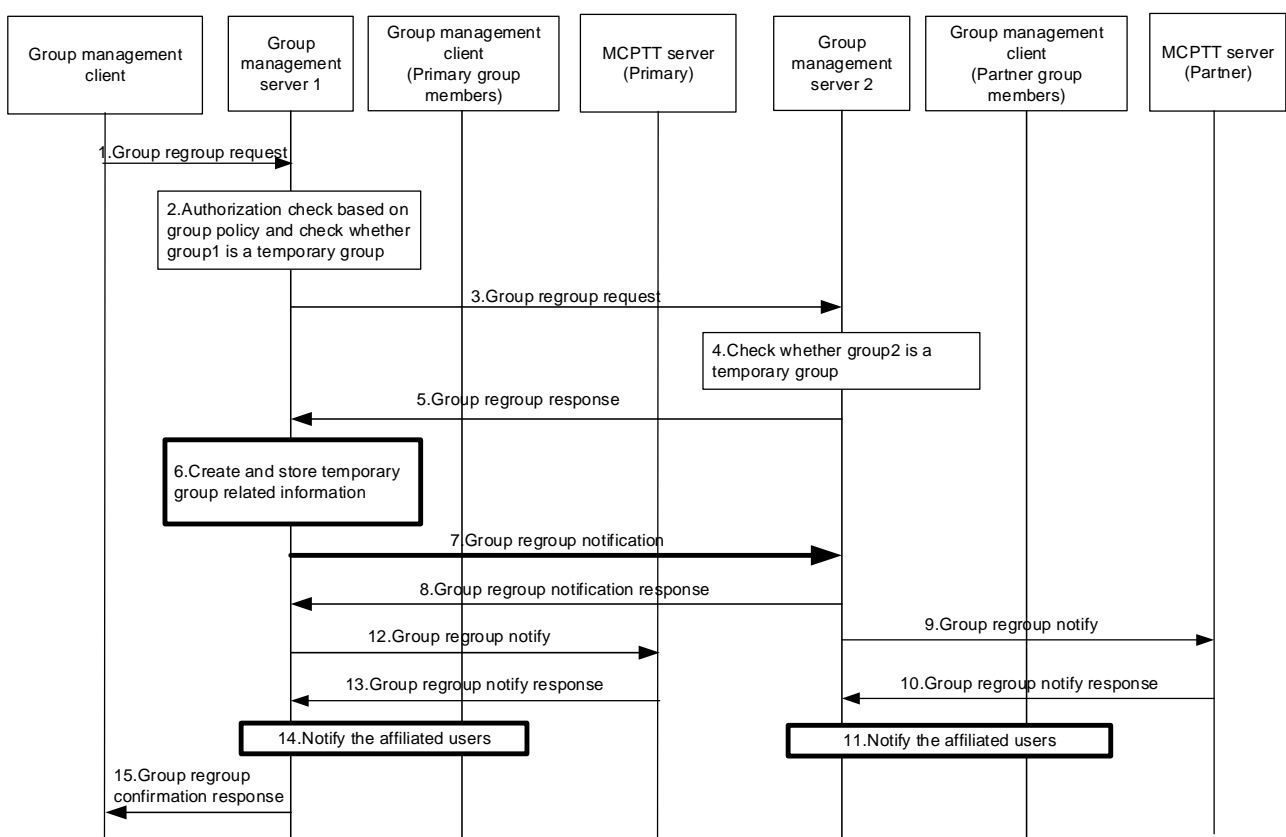 Group management
client
Group
management
server 1
Group management
client
(Primary group
members)
MCPTT server
(Primary)
Group
management
server 2
Group management
client
(Partner group
members)
MCPTT server
(Partner)
1.Group regroup request
2.Authorization check based on
group policy and check whether
group1 is a temporary group
3.Group regroup request
4.Check whether group2 is a
temporary group
5.Group regroup response
6.Create and store temporary
group related information
7.Group regroup notification
8.Group regroup notification response
9.Group regroup notify
12.Group regroup notify
13.Group regroup notify response
10.Group regroup notify response
14.Notify the affiliated users
11.Notify the affiliated users
15.Group regroup
confirmation response